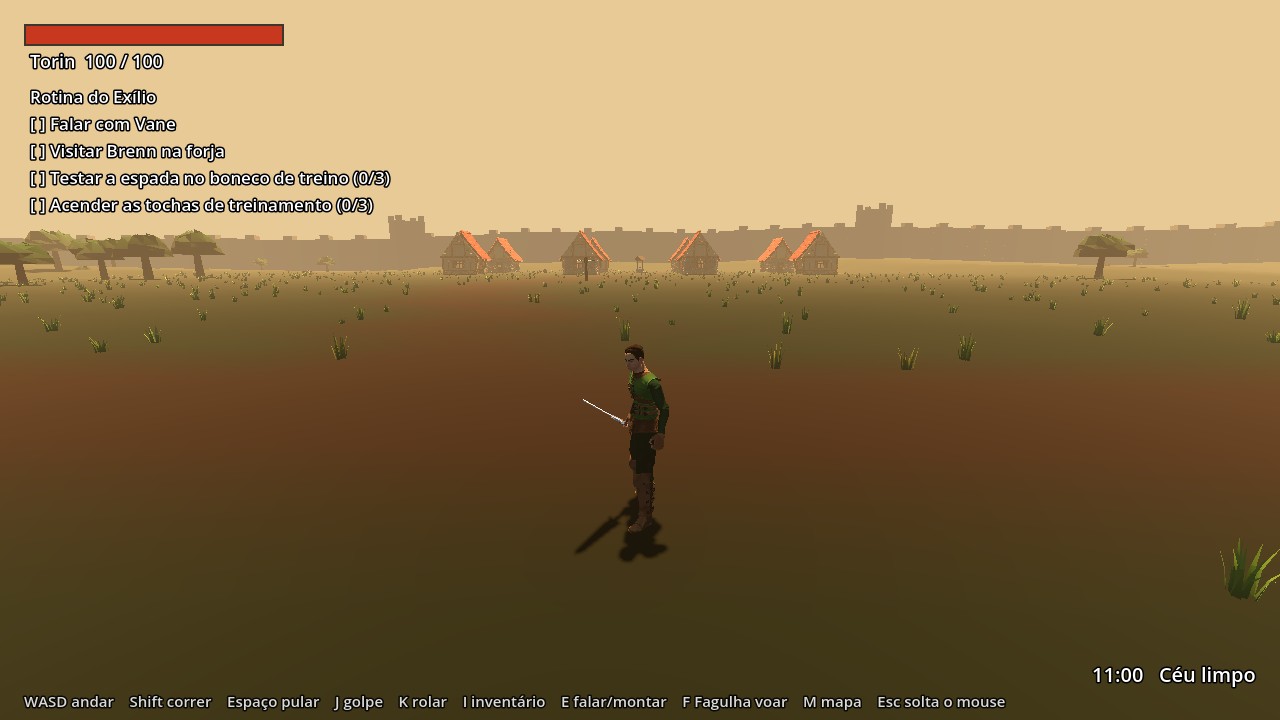 Torin 100 / 100
Rotina do Exílio
[ ] Falar com Vane
[ ] Visitar Brenn na forja
[ ] Testar a espada no boneco de treino (0/3)
[ ] Acender as tochas de treinamento (0/3)
11:00 Céu limpo
WASD andar Shift correr Espaço pular J golpe K rolar I inventário E falar/montar F Fagulha voar M mapa Esc solta o mouse